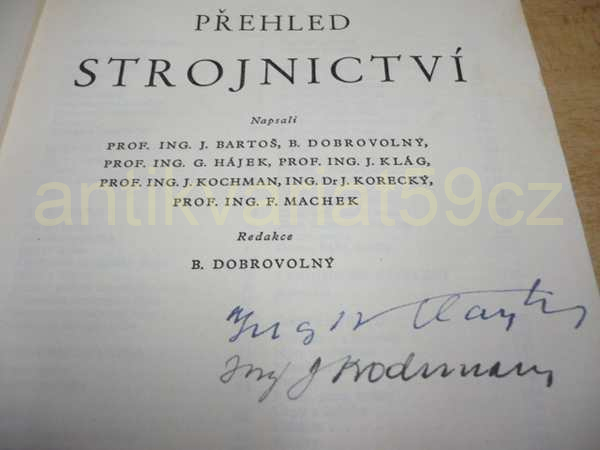 PŘEHLED
STROJNICTVÍ
Napsali
PROF. ING. J. BARTOŠ, B. DOBROVOLNÝ,
PROF. ING. G. HÁJEK, PROF. ING. J. KLÁG,
PROF. ING. J. KOCHMAN, ING. Dr J. KORECKÝ,
PROF. ING. F. MACHEK
antikvariat59cz
Redakce
B. DOBROVOLNÝ
Ing
Ing J